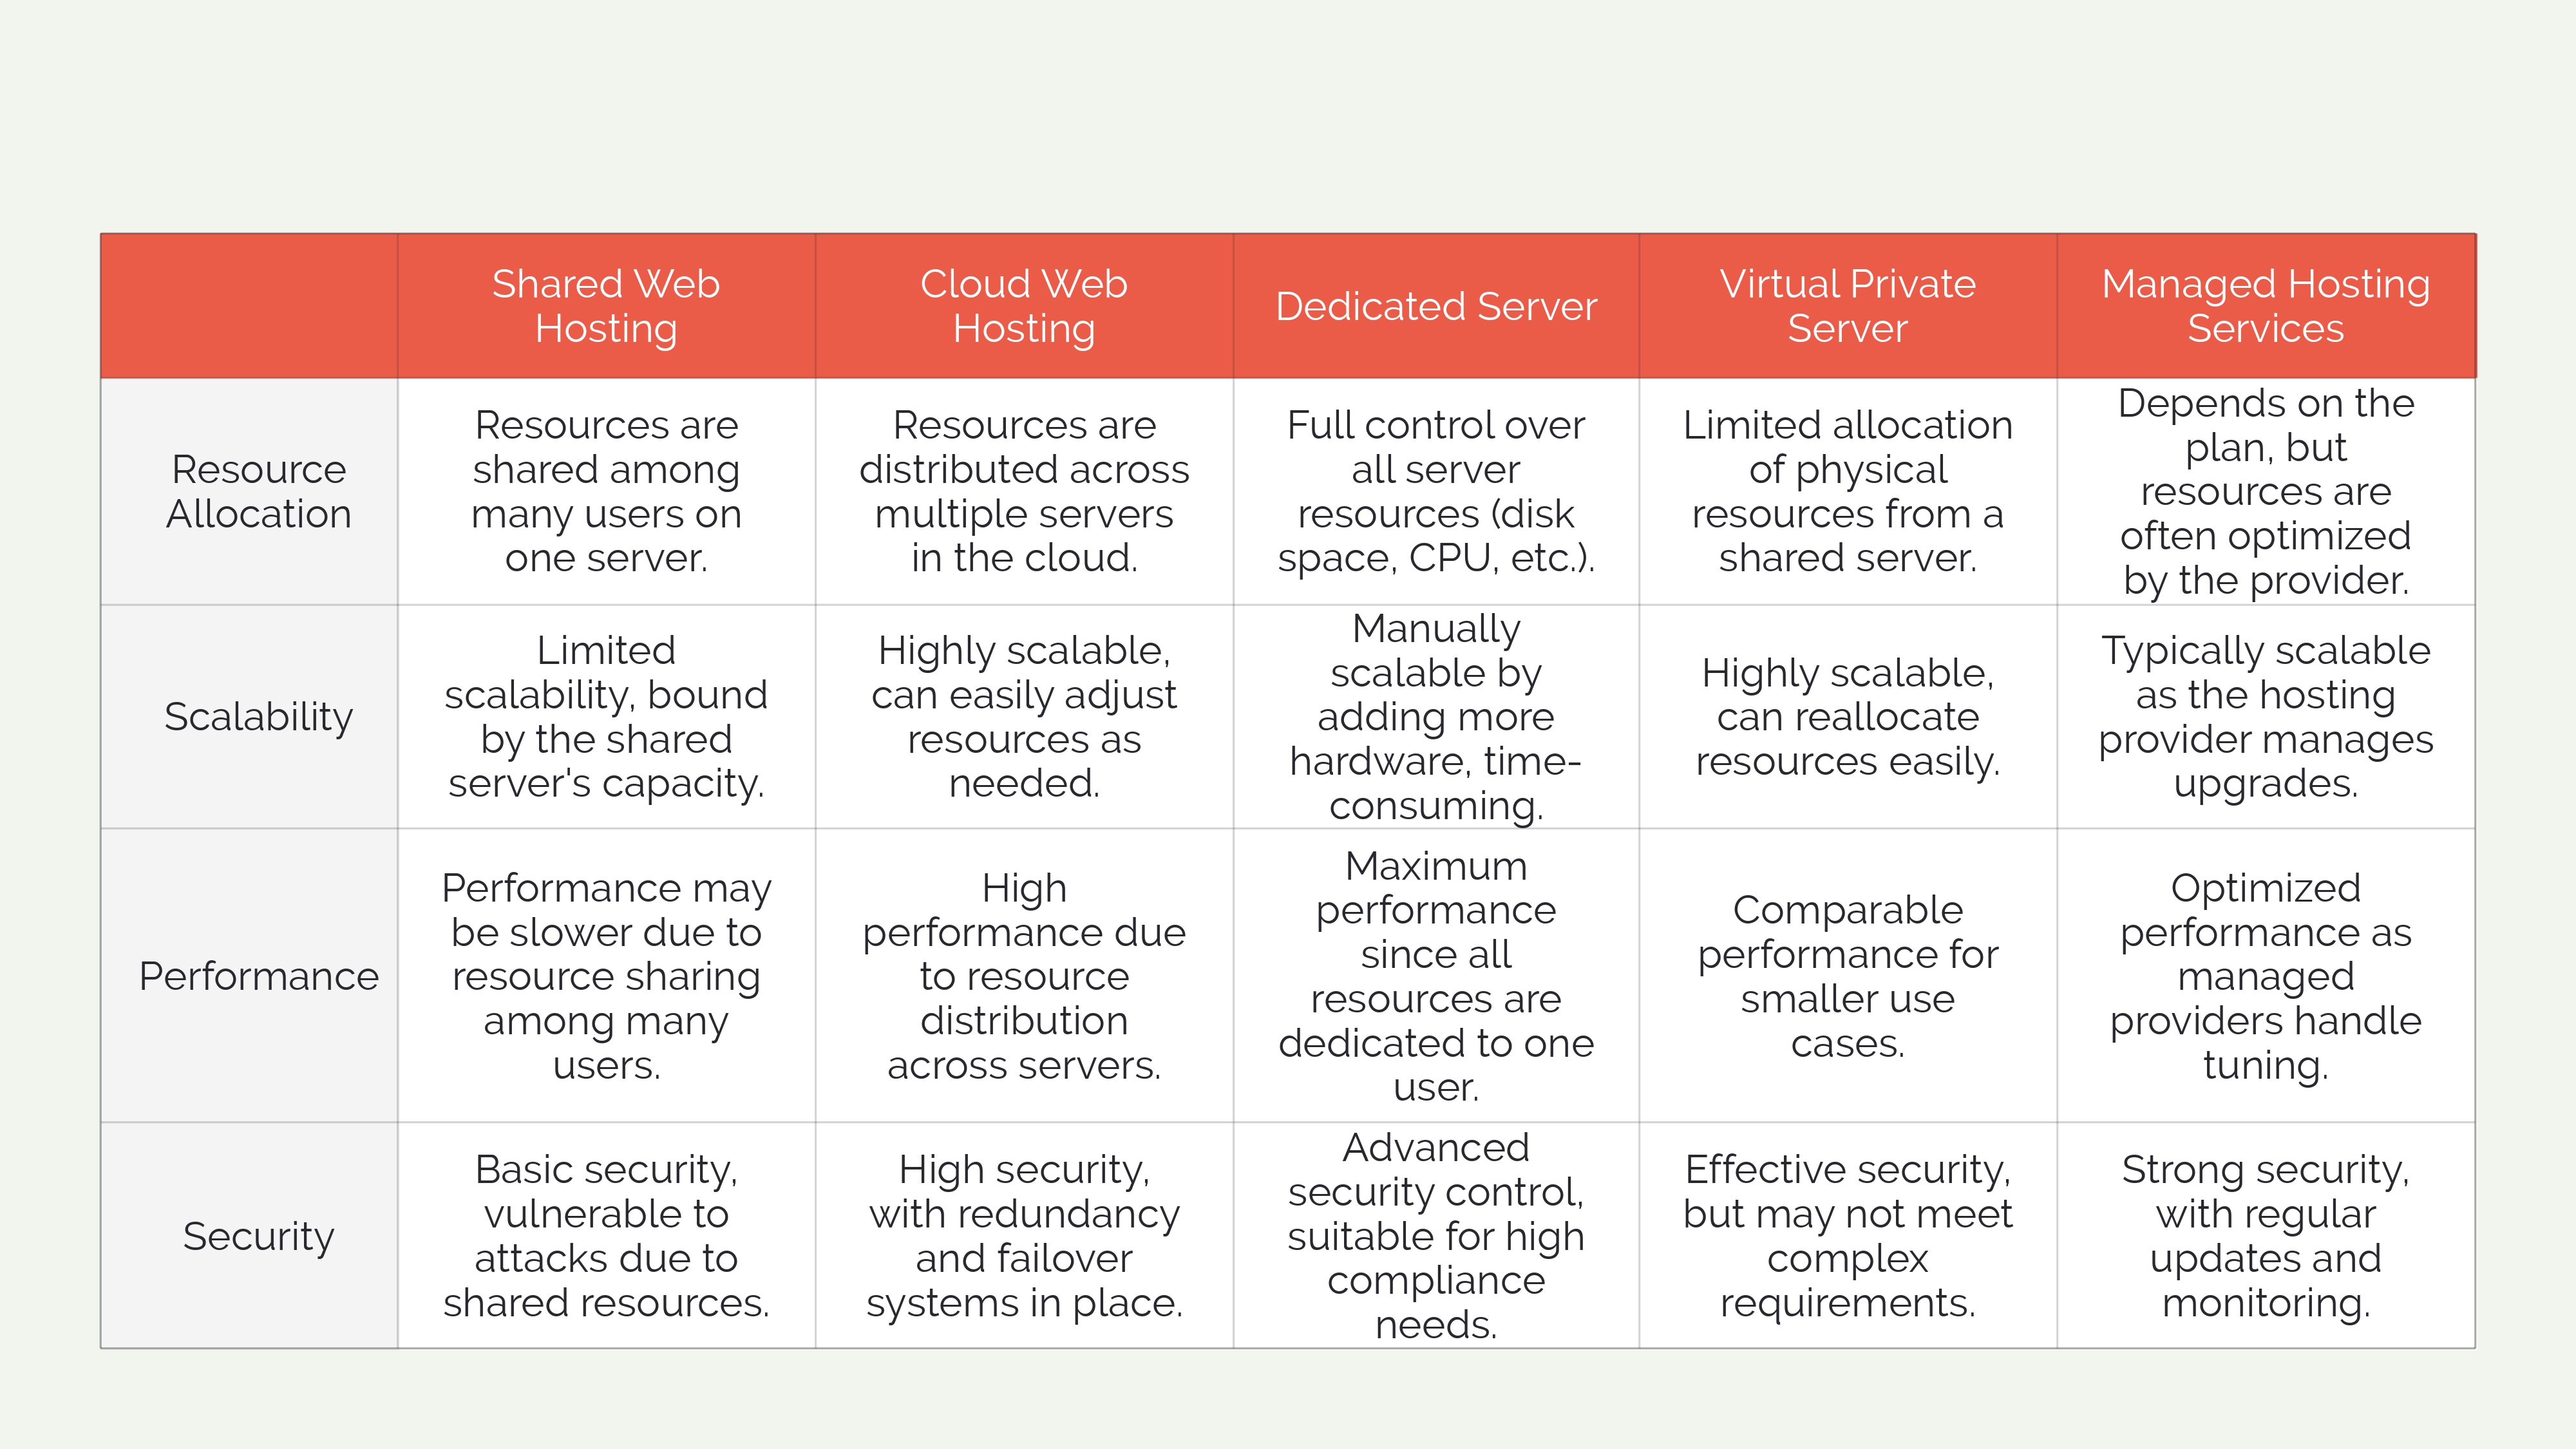 Shared Web
Hosting
Cloud Web
Hosting
Dedicated Server
Virtual Private
Server
Managed Hosting
Services
Resource
Allocation
Resources are
shared among
many users on
one server.
Resources are
distributed across
multiple servers
in the cloud.
Full control over
all server
resources (disk
space, CPU, etc.).
Limited allocation
of physical
resources from a
shared server.
Depends on the
plan, but
resources are
often optimized
by the provider.
Scalability
Limited
scalability, bound
by the shared
server's capacity.
Highly scalable,
can easily adjust
resources as
needed.
Manually
scalable by
adding more
hardware, time-
consuming.
Highly scalable,
can reallocate
resources easily.
Typically scalable
as the hosting
provider manages
upgrades.
Performance
Performance may
be slower due to
resource sharing
among many
users.
High
performance due
to resource
distribution
across servers.
Maximum
performance
since all
resources are
dedicated to one
user.
Comparable
performance for
smaller use
cases.
Optimized
performance as
managed
providers handle
tuning.
Security
Basic security,
vulnerable to
attacks due to
shared resources.
High security,
with redundancy
and failover
systems in place.
Advanced
security control,
suitable for high
compliance
needs.
Effective security,
but may not meet
complex
requirements.
Strong security,
with regular
updates and
monitoring.